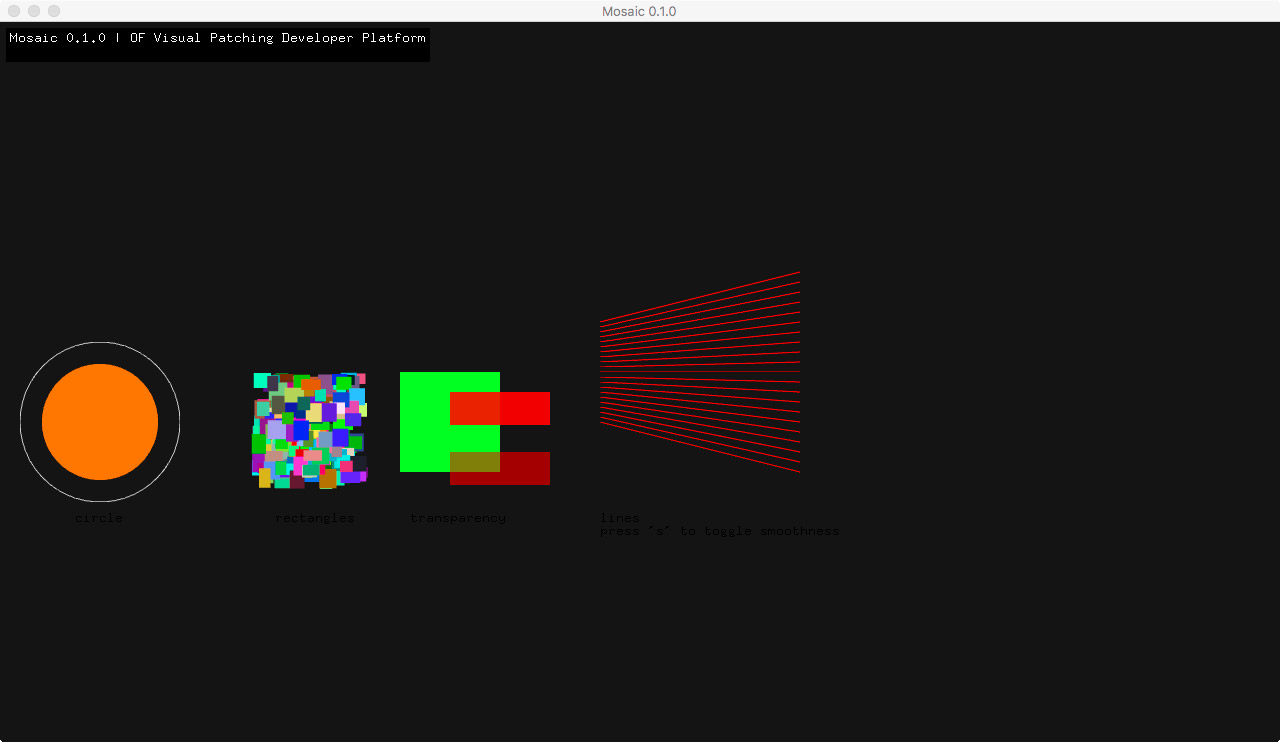 Mosaic 0.1.0
Mosaic 0.1.0 | OF Visual Patching Developer Platform
circle
rectangles
transparency
lines
press "s" to toggle smoothness